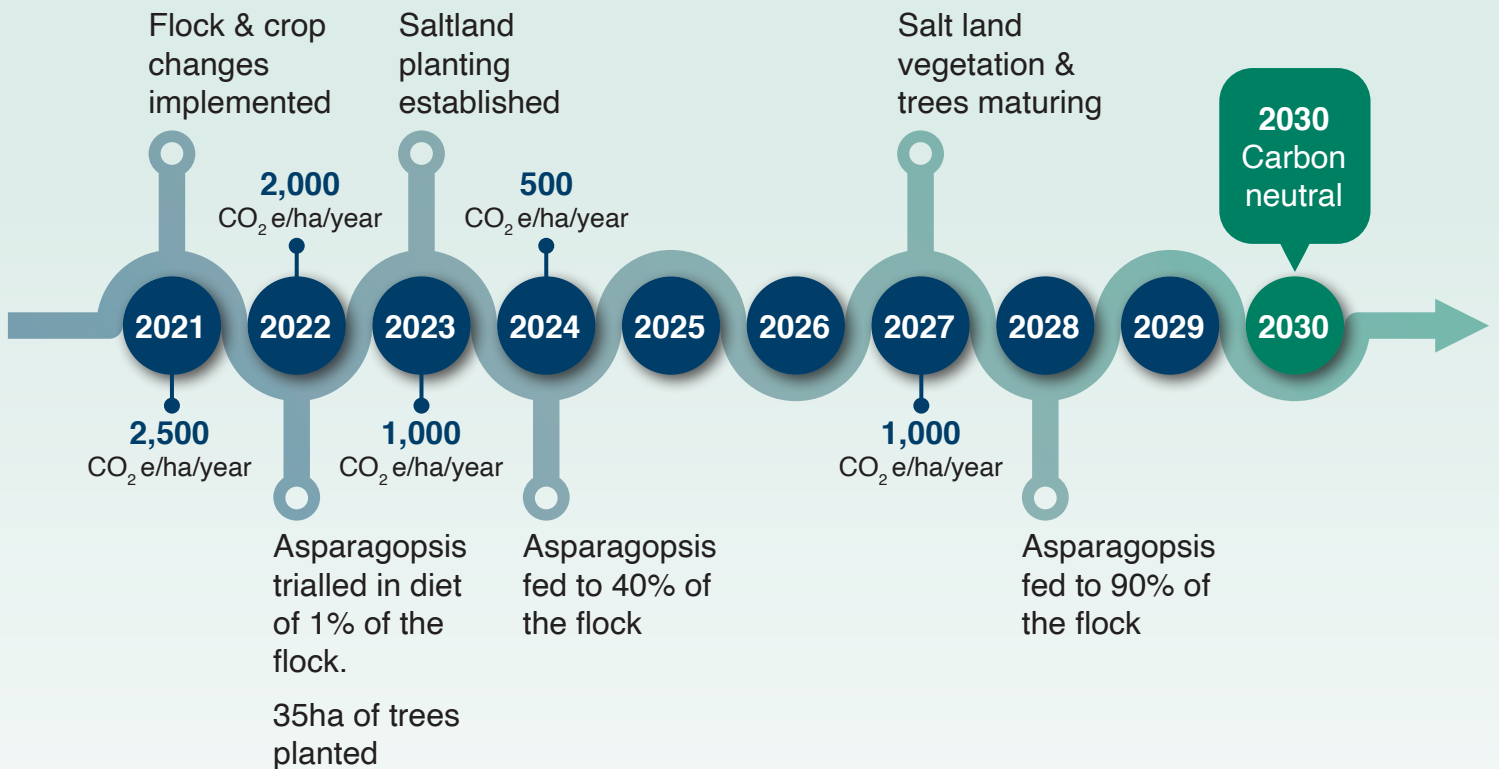 Flock & crop
changes
implemented
Saltland
planting
established
Salt land
vegetation &
trees maturing
2030
Carbon
neutral
2,000
CO₂ e/ha/year
500
CO₂ e/ha/year
2021
2022
2023
2024
2025
2026
2027
2028
2029
2030
2,500
CO₂ e/ha/year
1,000
CO₂ e/ha/year
1,000
CO₂ e/ha/year
Asparagopsis
trialled in diet
of 1% of the
flock.
35ha of trees
planted
Asparagopsis
fed to 40% of
the flock
Asparagopsis
fed to 90% of
the flock